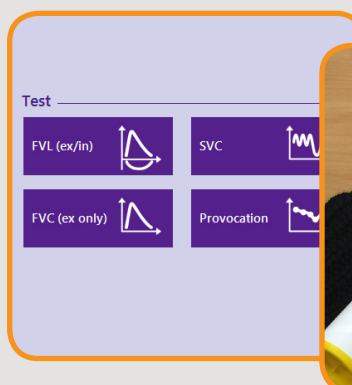 Test
FVL (ex/in)
SVC
FVC (ex only)
Provocation